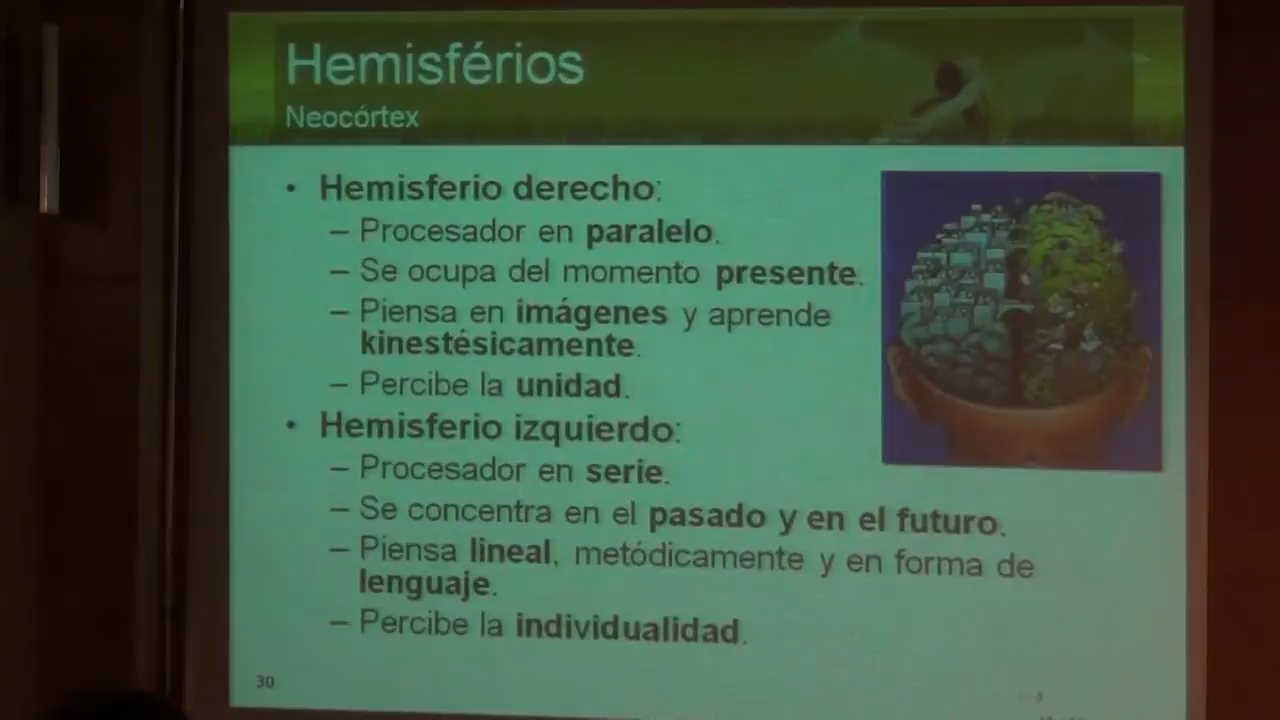 Hemisférios
Neocórtex
• Hemisferio derecho:
– Procesador en paralelo.
– Se ocupa del momento presente.
– Piensa en imágenes y aprende
kinestésicamente.
– Percibe la unidad.
• Hemisferio izquierdo:
– Procesador en serie.
– Se concentra en el pasado y en el futuro.
– Piensa lineal, metódicamente y en forma de
lenguaje.
– Percibe la individualidad.
30